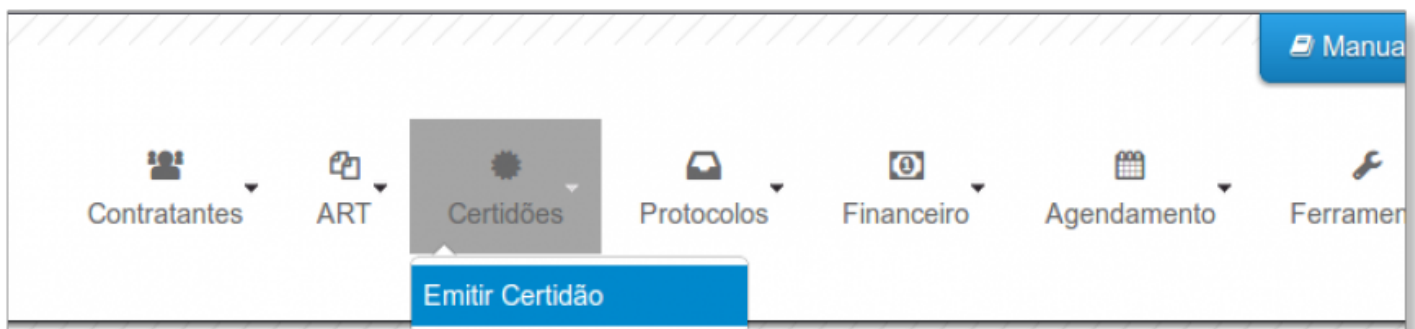 Manua
Contratantes
ART
Certidões
Protocolos
Financeiro
Agendamento
Ferramen
Emitir Certidão